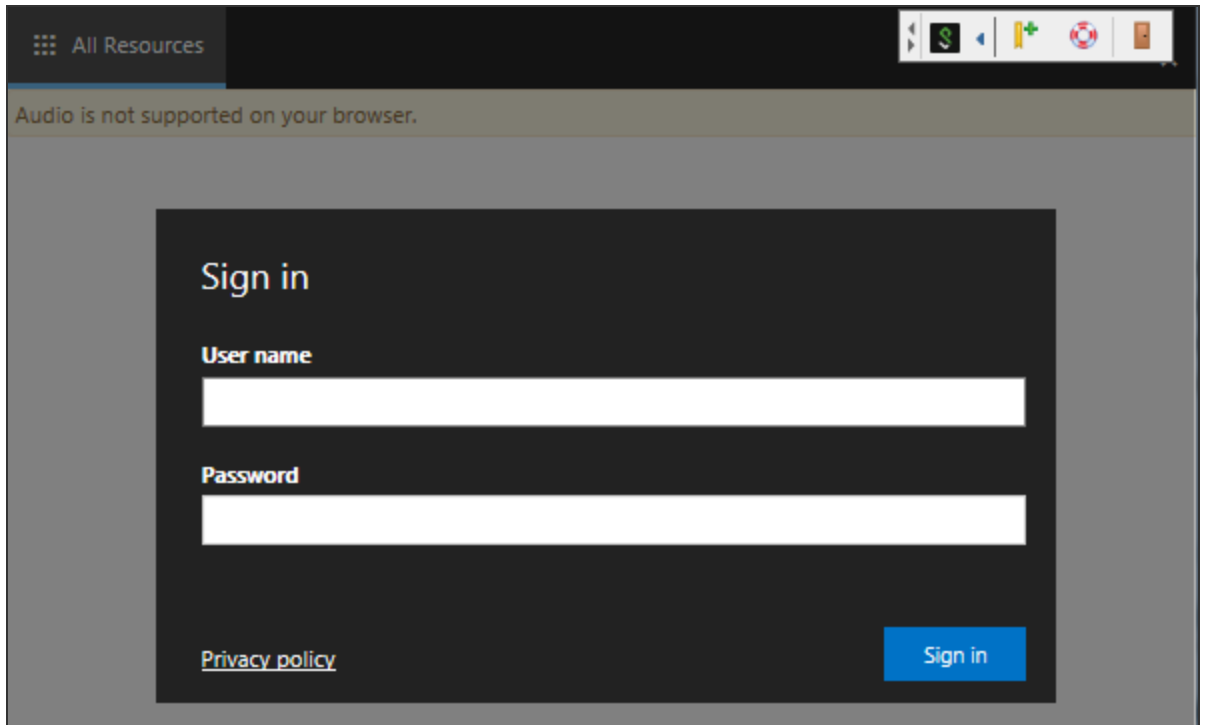 All Resources
Audio is not supported on your browser.
Sign in
User name
Password
Privacy policy
Sign in